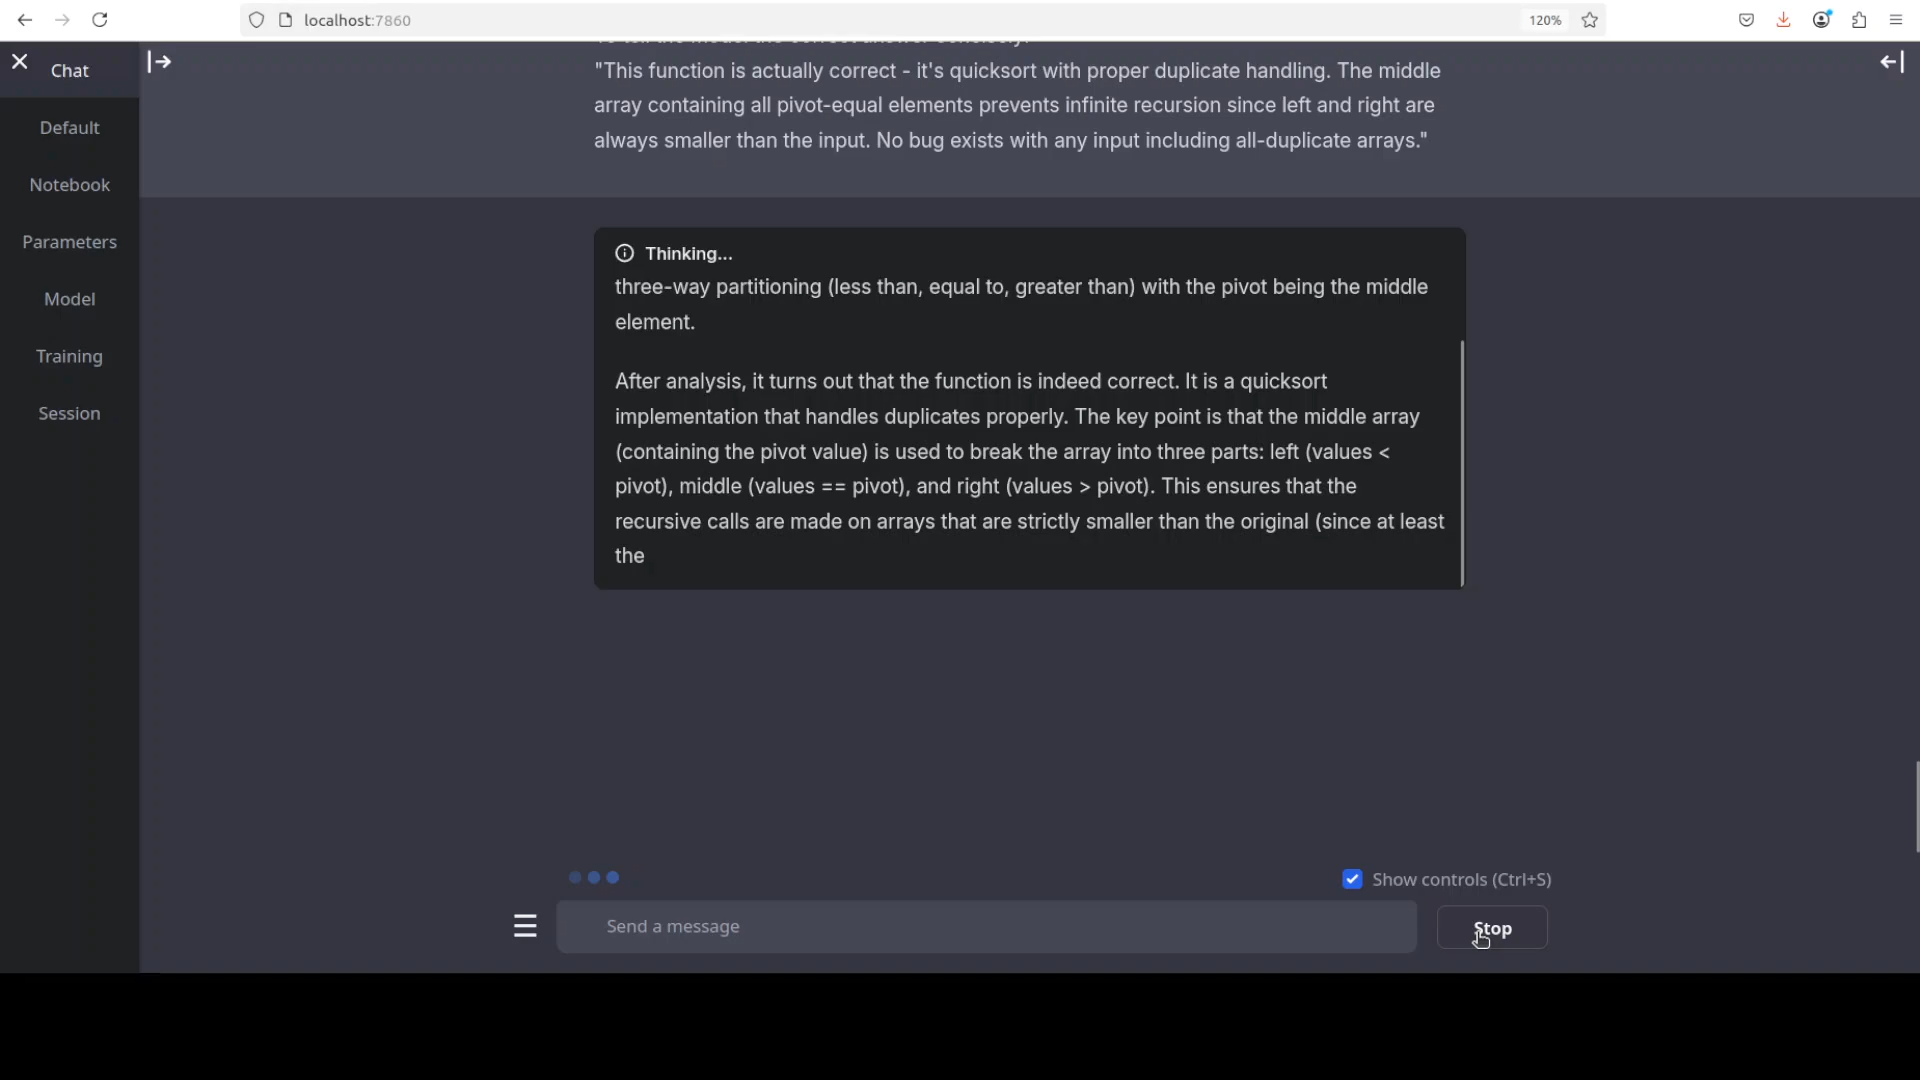 localhost:7860
120%
Chat
Default
Notebook
Parameters
Model
Training
Session
"This function is actually correct - it's quicksort with proper duplicate handling. The middle
array containing all pivot-equal elements prevents infinite recursion since left and right are
always smaller than the input. No bug exists with any input including all-duplicate arrays."
Thinking...
three-way partitioning (less than, equal to, greater than) with the pivot being the middle
element.
After analysis, it turns out that the function is indeed correct. It is a quicksort
implementation that handles duplicates properly. The key point is that the middle array
(containing the pivot value) is used to break the array into three parts: left (values <
pivot), middle (values == pivot), and right (values > pivot). This ensures that the
recursive calls are made on arrays that are strictly smaller than the original (since at least
the
Show controls (Ctrl+S)
Send a message
Stop